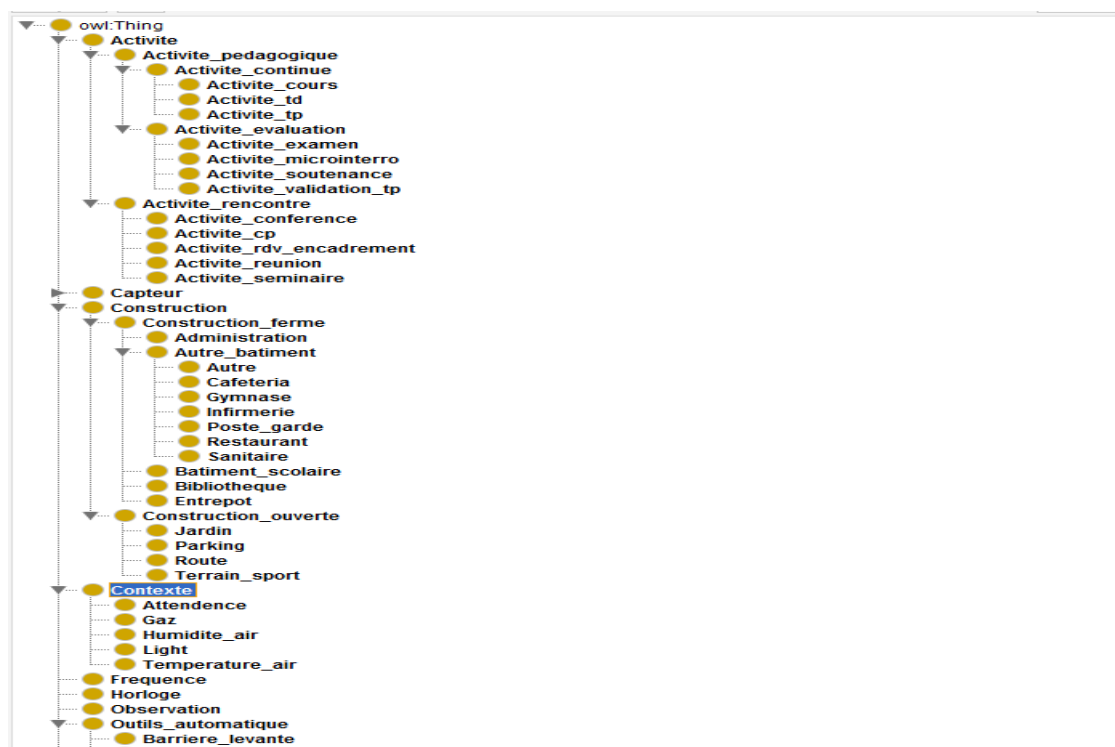 owl:Thing
Activite
Activite_pedagogique
Activite_continue
Activite_cours
Activite_td
Activite_tp
Activite_evaluation
Activite_examen
Activite_microinterro
Activite_soutenance
Activite_validation_tp
Activite_rencontre
Activite_conference
Activite_cp
Activite_rdv_encadrement
Activite_reunion
Activite_seminaire
Capteur
Construction
Construction_ferme
Administration
Autre_batiment
Autre
Cafeteria
Gymnase
Infirmerie
Poste_garde
Restaurant
Sanitaire
Batiment_scolaire
Bibliotheque
Entrepot
Construction_ouverte
Jardin
Parking
Route
Terrain_sport
Contexte
Attendence
Gaz
Humidite_air
Light
Temperature_air
Frequence
Horloge
Observation
Outils_automatique
Barriere_levante